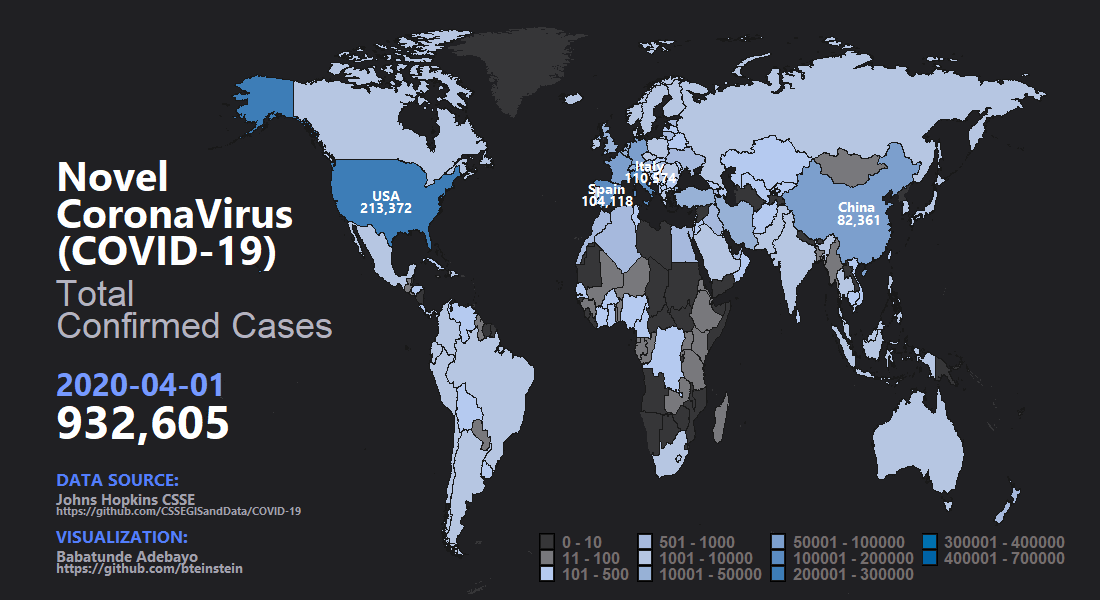 Novel
CoronaVirus
(COVID-19)
Total
Confirmed Cases
2020-04-01
932,605
DATA SOURCE:
Johns Hopkins CSSE
https://github.com/CSSEGISandData/COVID-19
VISUALIZATION:
Babatunde Adebayo
https://github.com/bteinstein
USA
213,372
Italy
110,574
Spain
104,118
China
82,361
0 - 10
11 - 100
101 - 500
501 - 1000
1001 - 10000
10001 - 50000
50001 - 100000
100001 - 200000
200001 - 300000
300001 - 400000
400001 - 700000